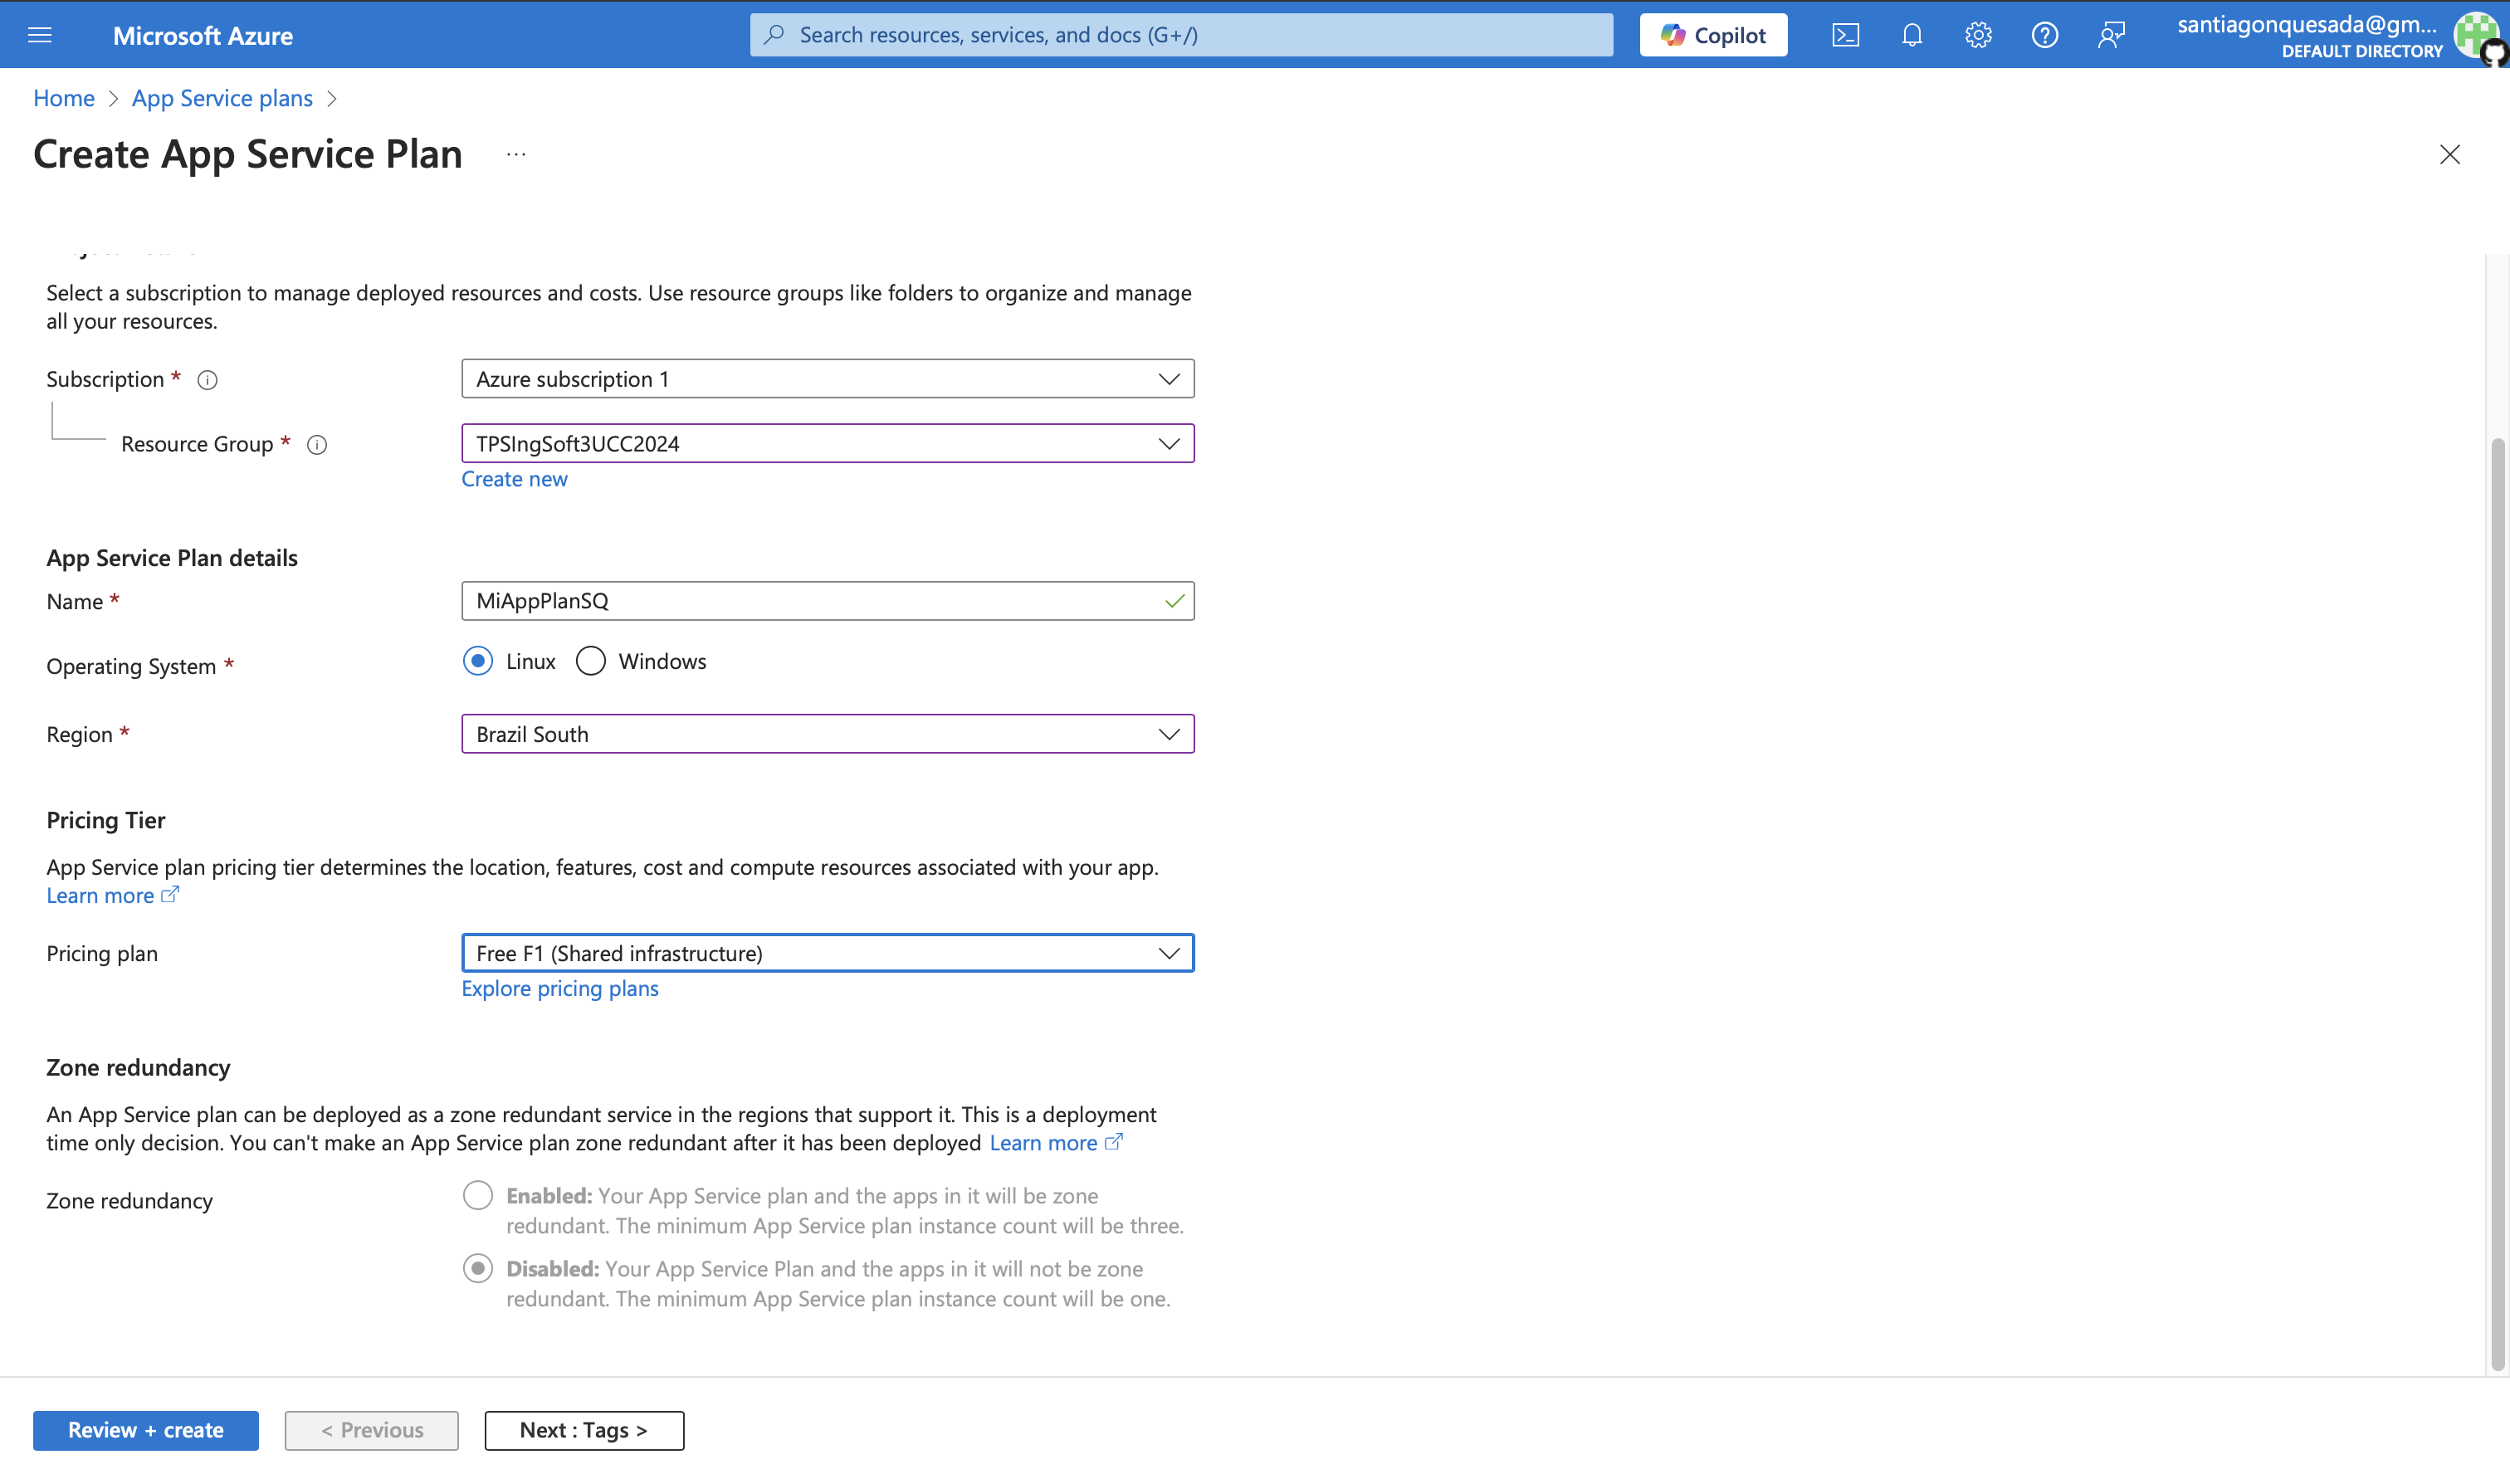 Microsoft Azure
Search resources, services, and docs (G+/)
Copilot
santiagonquesada@gm...
DEFAULT DIRECTORY
Home > App Service plans >
Create App Service Plan ...
Select a subscription to manage deployed resources and costs. Use resource groups like folders to organize and manage
all your resources.
Subscription *
Azure subscription 1
Resource Group *
TPSIngSoft3UCC2024
Create new
App Service Plan details
Name *
MiAppPlanSQ
Operating System *
Linux
Windows
Region *
Brazil South
Pricing Tier
App Service plan pricing tier determines the location, features, cost and compute resources associated with your app.
Learn more
Pricing plan
Free F1 (Shared infrastructure)
Explore pricing plans
Zone redundancy
An App Service plan can be deployed as a zone redundant service in the regions that support it. This is a deployment
time only decision. You can't make an App Service plan zone redundant after it has been deployed Learn more
Zone redundancy
Enabled: Your App Service plan and the apps in it will be zone
redundant. The minimum App Service plan instance count will be three.
Disabled: Your App Service Plan and the apps in it will not be zone
redundant. The minimum App Service plan instance count will be one.
Review + create
< Previous
Next : Tags >